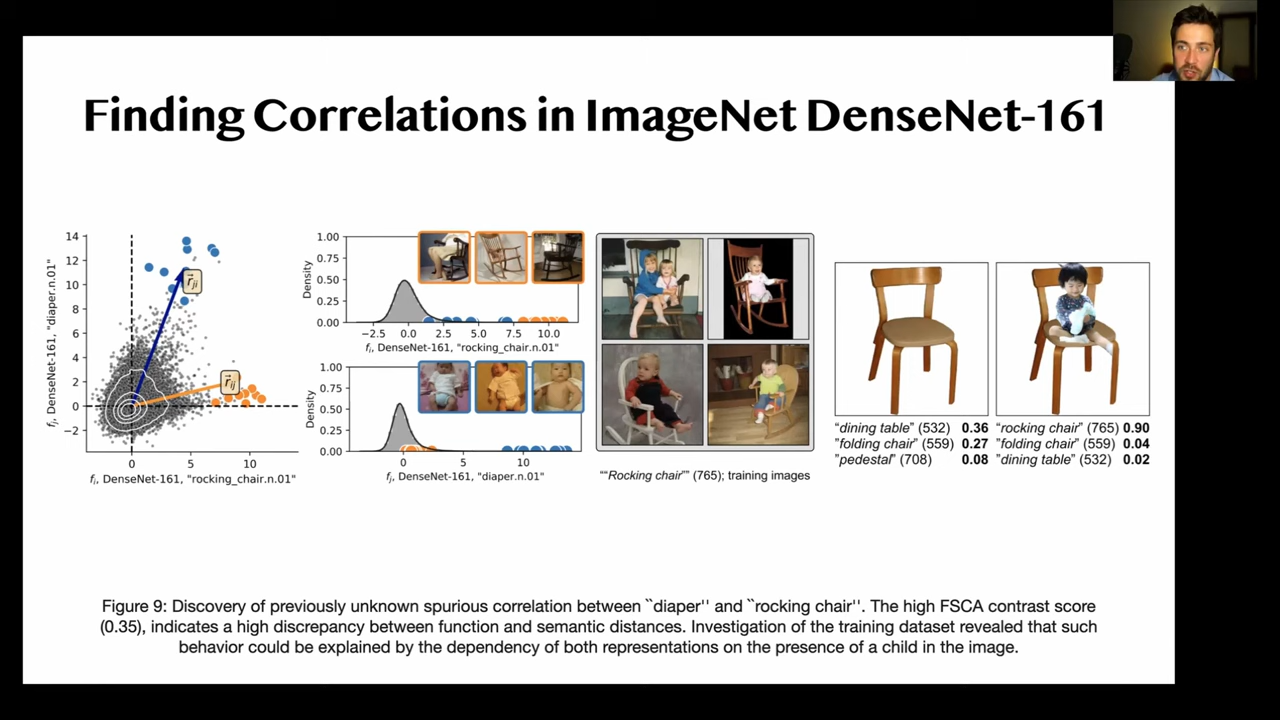 Finding Correlations in ImageNet DenseNet-161
14
12
10
8
6
4
2
0
−2
0
5
10
fj, DenseNet-161, "diaper.n.01"
fi, DenseNet-161, "rocking_chair.n.01"
rji
rij
1.00
0.75
0.50
0.25
0.00
Density
−2.5
0.0
2.5
5.0
7.5
10.0
fi, DenseNet-161, "rocking_chair.n.01"
1.00
0.75
0.50
0.25
0.00
Density
0
5
10
fj, DenseNet-161, "diaper.n.01"
""Rocking chair"" (765); training images
"dining table" (532) 0.36
"folding chair" (559) 0.27
"pedestal" (708) 0.08
"rocking chair" (765) 0.90
"folding chair" (559) 0.04
"dining table" (532) 0.02
Figure 9: Discovery of previously unknown spurious correlation between ``diaper'' and ``rocking chair''. The high FSCA contrast score
(0.35), indicates a high discrepancy between function and semantic distances. Investigation of the training dataset revealed that such
behavior could be explained by the dependency of both representations on the presence of a child in the image.